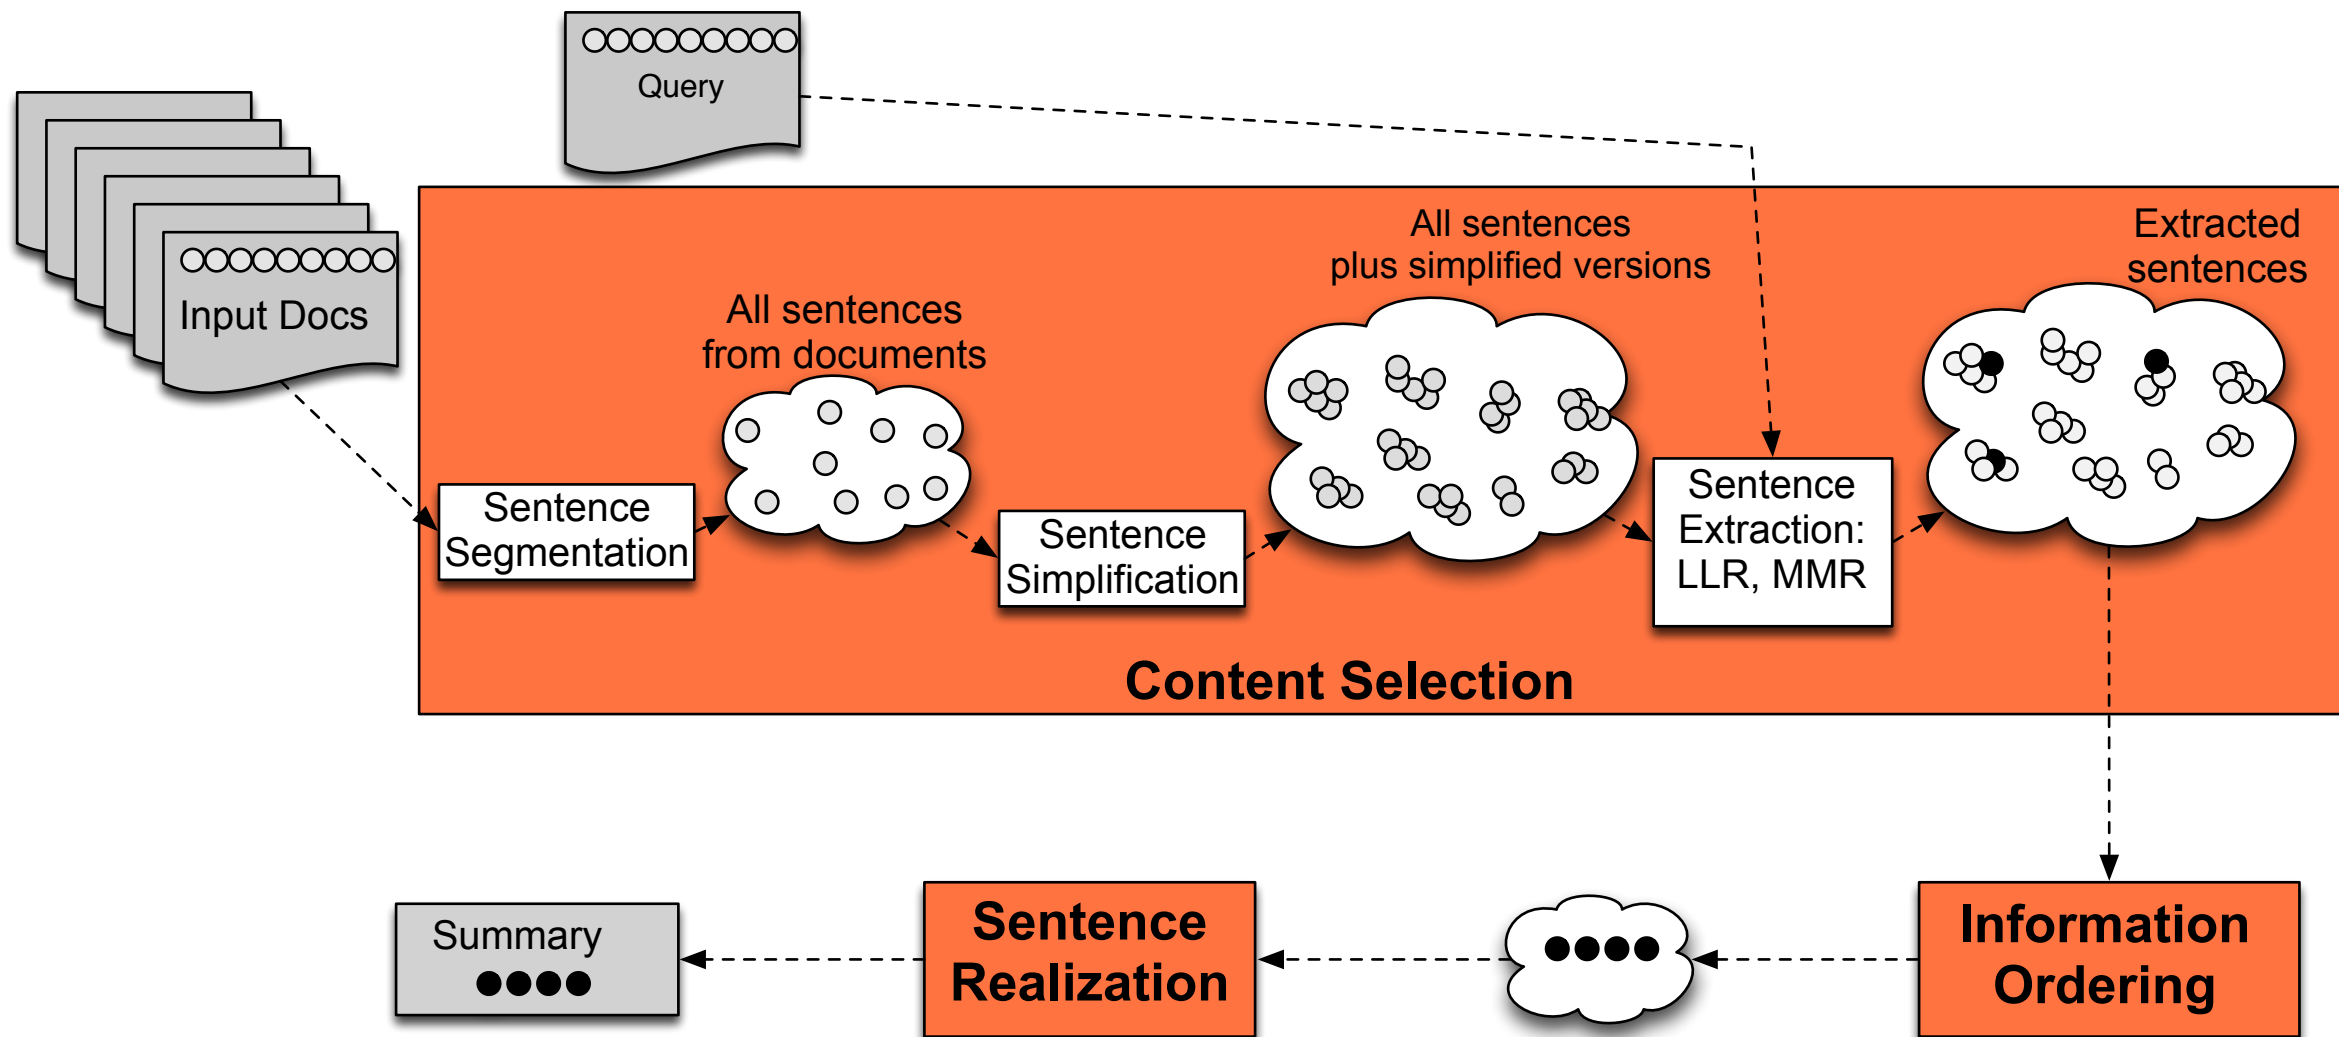 Query
Input Docs
All sentences
from documents
All sentences
plus simplified versions
Extracted
sentences
Sentence
Segmentation
Sentence
Simplification
Sentence
Extraction:
LLR, MMR
Content Selection
Summary
Sentence
Realization
Information
Ordering